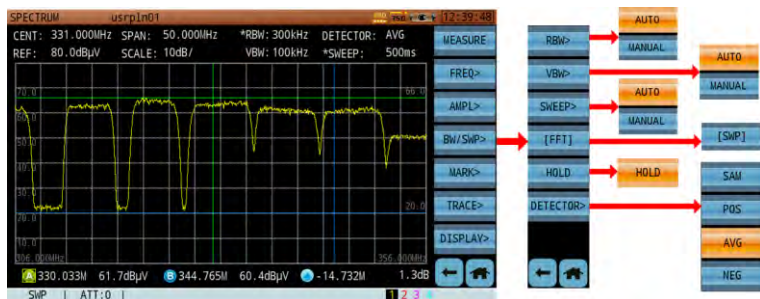 SPECTRUM usrpln01 12:39:48
CENT: 331.000MHz SPAN: 50.000MHz *RBW: 300kHz DETECTOR: AVG
REF: 80.0dBµV SCALE: 10dB/ VBW: 100kHz *SWEEP: 500ms
70.0 66.0
60.0
50.0
40.0
30.0
20.0 20.0
10.0
306.000MHz 356.000MHz
A 330.033M 61.7dBµV B 344.765M 60.4dBµV -14.732M 1.3dB
SWP | ATT:0 | 1 2 3 4
MEASURE
FREQ>
AMPL>
BW/SWP>
MARK>
TRACE>
DISPLAY>
RBW>
VBW>
SWEEP>
[FFT]
HOLD
DETECTOR>
AUTO
MANUAL
AUTO
MANUAL
AUTO
MANUAL
[SWP]
HOLD
SAM
POS
AVG
NEG